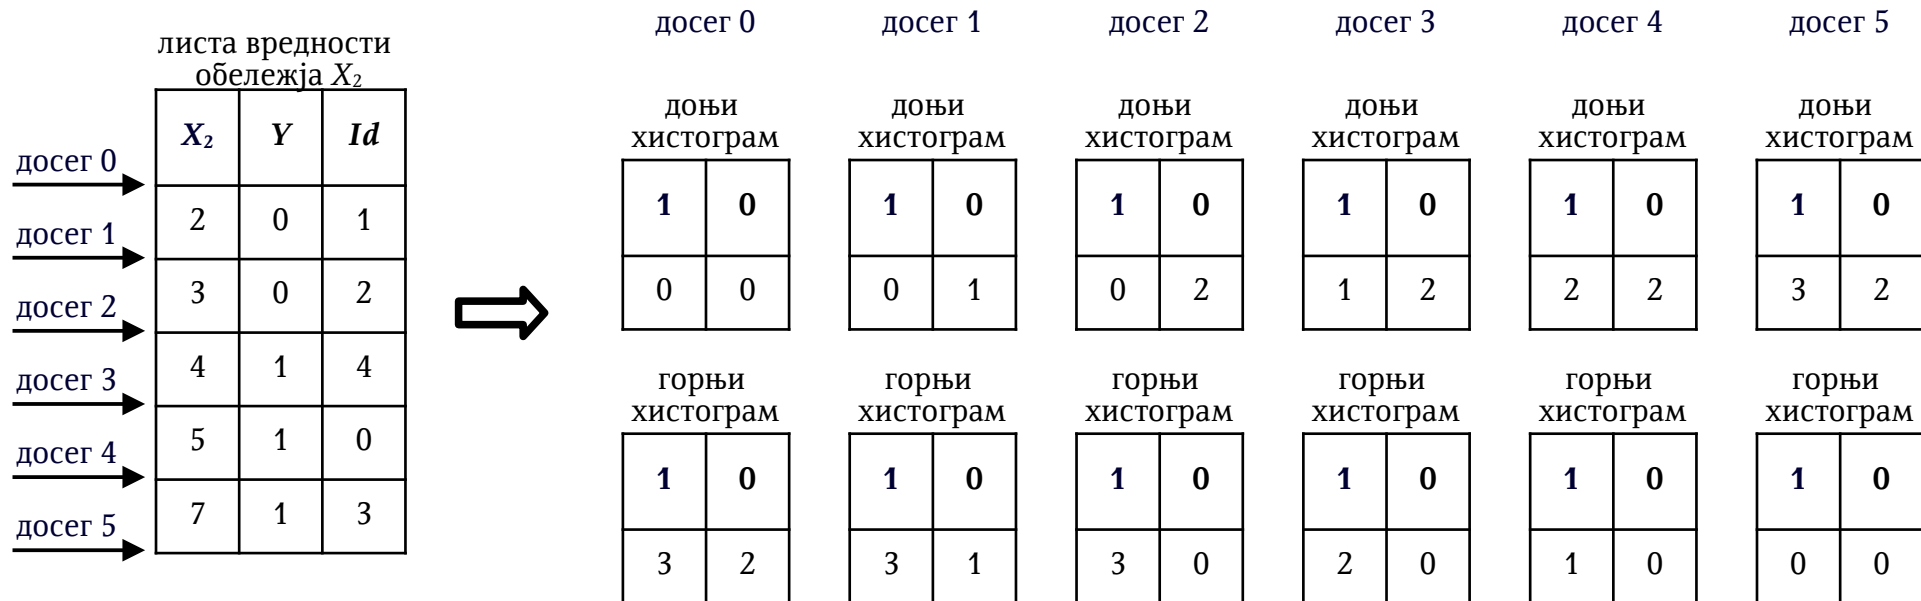 листа вредности
обележја X₂
X₂ Y Id
досег 0
2 0 1
досег 1
3 0 2
досег 2
4 1 4
досег 3
5 1 0
досег 4
7 1 3
досег 5
досег 0 досег 1 досег 2 досег 3 досег 4 досег 5
доњи доњи доњи доњи доњи доњи
хистограм хистограм хистограм хистограм хистограм хистограм
1 0 1 0 1 0 1 0 1 0 1 0
0 0 0 1 0 2 1 2 2 2 3 2
горњи горњи горњи горњи горњи горњи
хистограм хистограм хистограм хистограм хистограм хистограм
1 0 1 0 1 0 1 0 1 0 1 0
3 2 3 1 3 0 2 0 1 0 0 0